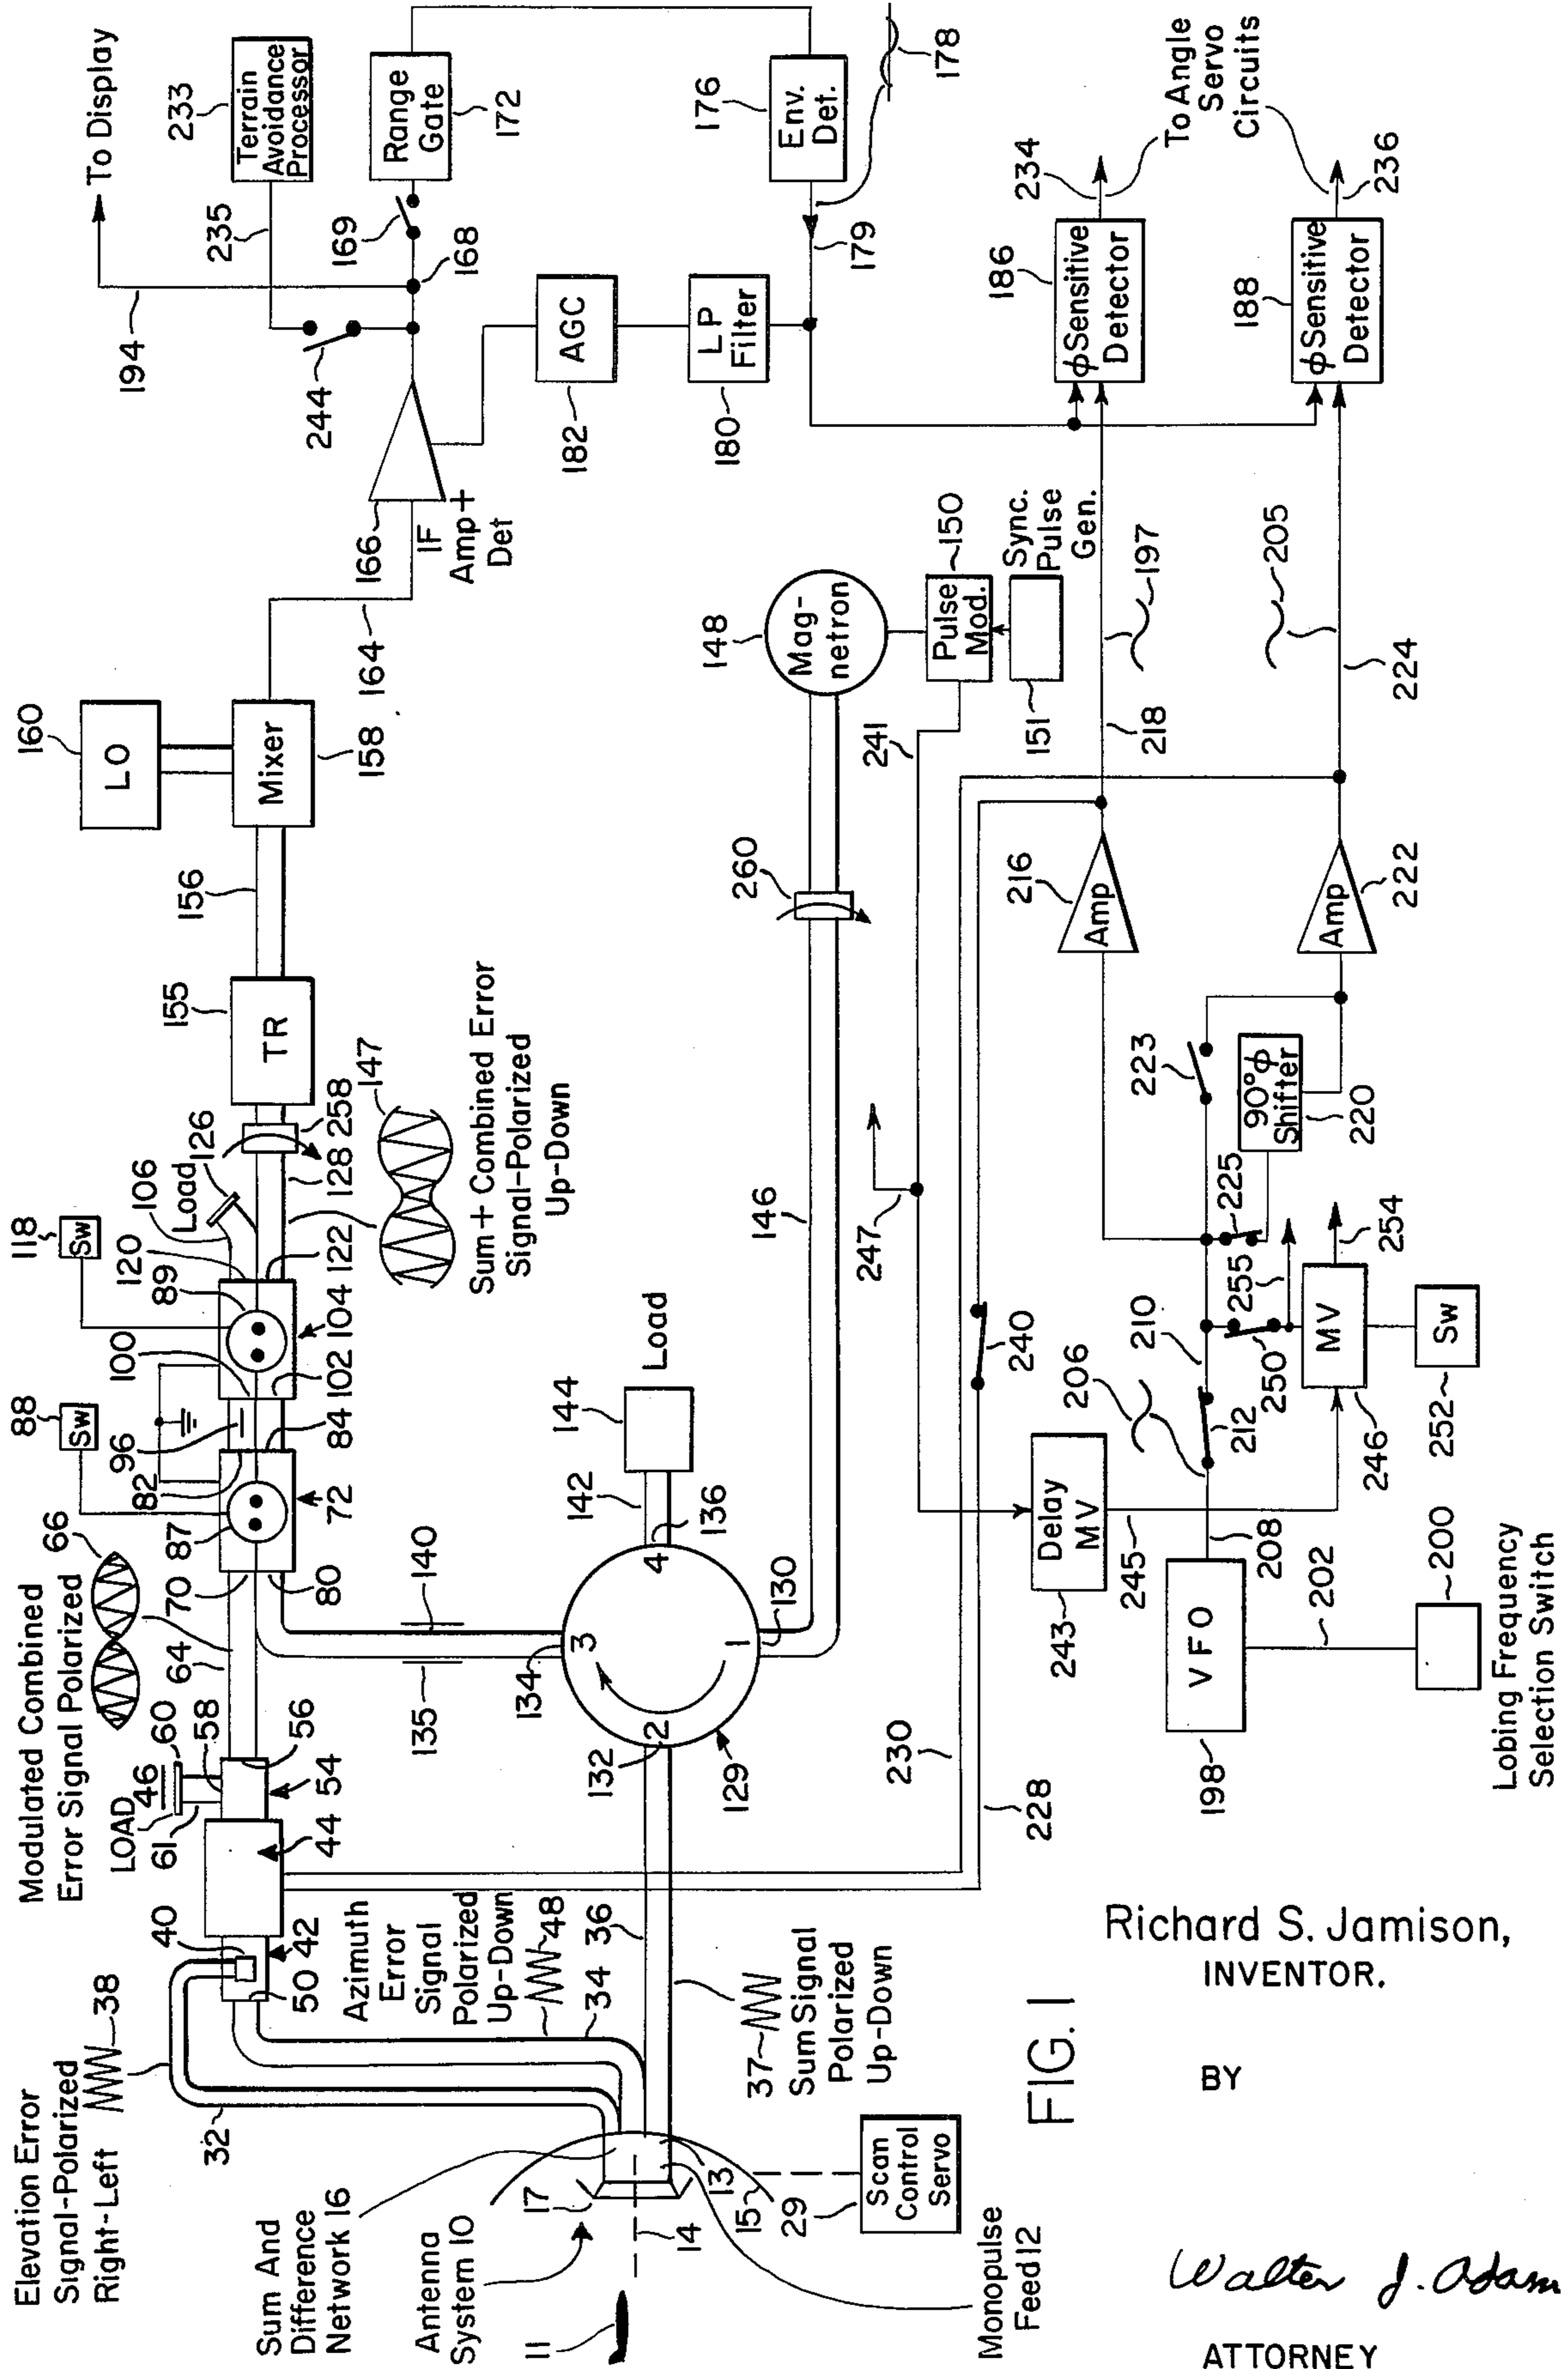 To Display
194
235
233
Terrain
Avoidance
Processor
244
169
168
Range
Gate
172
160
LO
Mixer
158
164
166
IF
Amp+
Det
156
155
TR
AGC
182
LP
Filter
180
179
176
Env.
Det.
178
118
Sw
88
Sw
106
Load
126
120
89
100
96
82
87
72
84
102
104
122
128
258
147
Sum + Combined Error
Signal-Polarized
Up-Down
Modulated Combined
Error Signal Polarized
66
64
70
80
LOAD
46
60
58
61
56
54
44
40
42
50
Elevation Error
Signal-Polarized
Right-Left
38
32
Azimuth
Error
Signal
Polarized
Up-Down
48
34
36
37
Sum Signal
Polarized
Up-Down
Sum And
Difference
Network 16
Antenna
System 10
11
17
14
13
15
29
Scan
Control
Servo
Monopulse
Feed 12
135
140
134
3
132
2
4
1
136
130
129
142
144
Load
146
260
148
Mag-
netron
150
Pulse
Mod.
151
Sync.
Pulse
Gen.
241
247
240
230
228
243
Delay
MV
245
206
208
210
212
198
VFO
202
200
Lobing Frequency
Selection Switch
250
255
246
MV
254
252
Sw
225
223
90°ϕ
Shifter
220
216
Amp
222
Amp
218
197
205
224
186
ϕ Sensitive
Detector
234
188
ϕ Sensitive
Detector
236
To Angle
Servo
Circuits
FIG. 1
Richard S. Jamison,
INVENTOR.
BY
Walter J. Adam
ATTORNEY